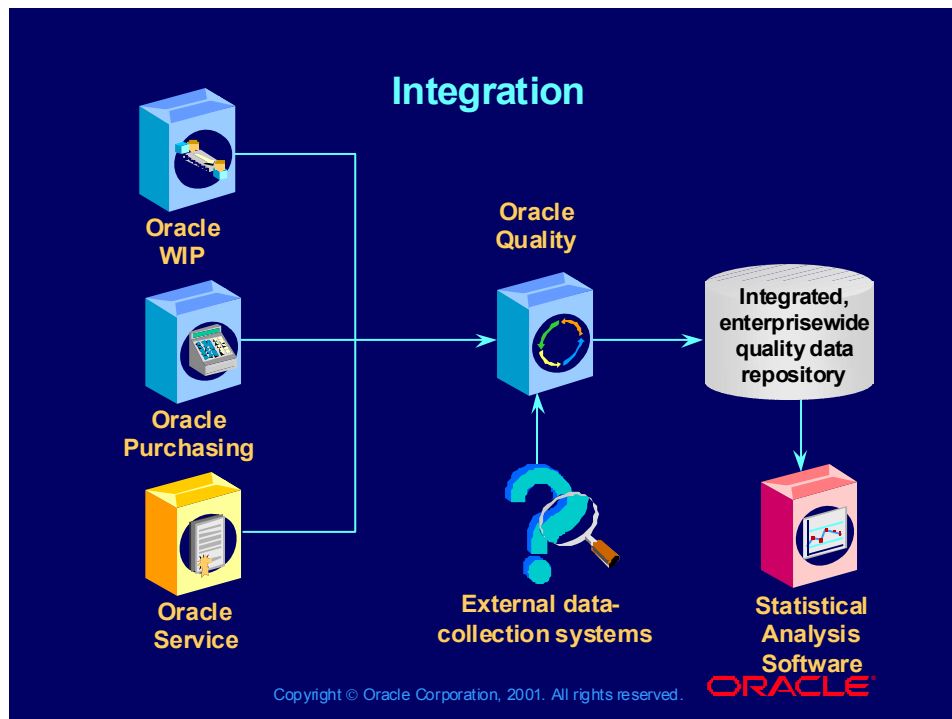 Integration
Oracle
WIP
Oracle
Purchasing
Oracle
Service
Oracle
Quality
External data-
collection systems
Integrated,
enterprisewide
quality data
repository
Statistical
Analysis
Software
Copyright © Oracle Corporation, 2001. All rights reserved.
ORACLE®